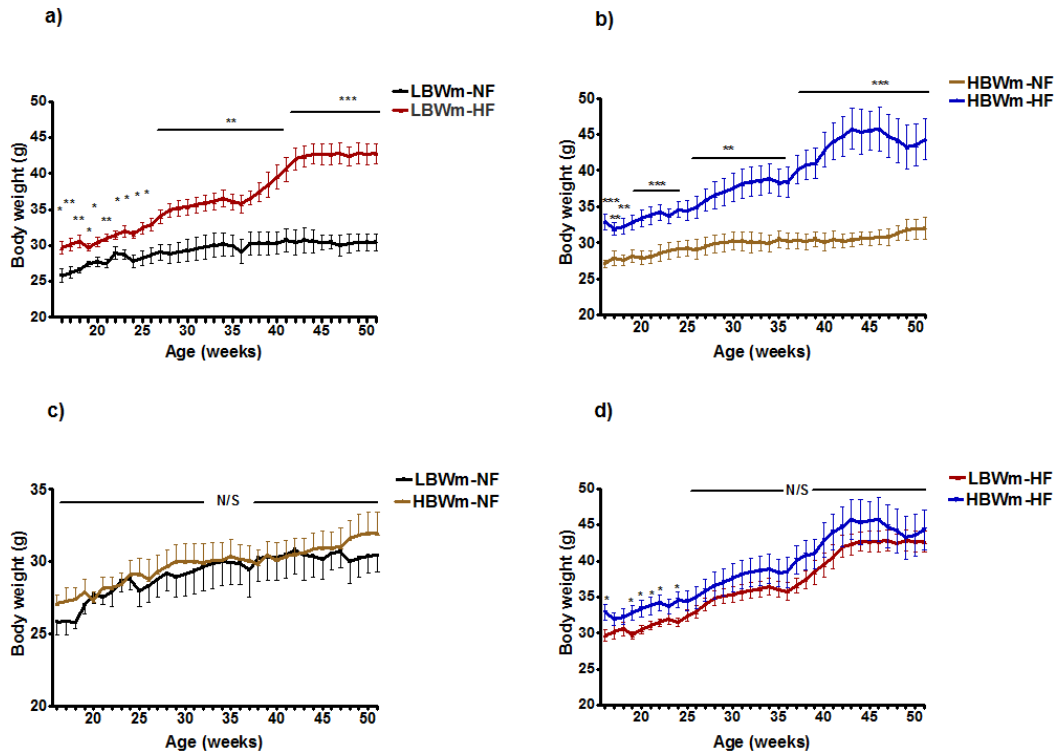 a)
LBWm-NF
LBWm-HF
Body weight (g)
50
45
40
35
30
25
20
* ** ** * * ** * * * *
**
***
20 25 30 35 40 45 50
Age (weeks)
b)
HBWm-NF
HBWm-HF
Body weight (g)
50
45
40
35
30
25
20
*** ** ** ***
**
***
20 25 30 35 40 45 50
Age (weeks)
c)
LBWm-NF
HBWm-NF
Body weight (g)
35
30
25
20
N/S
20 25 30 35 40 45 50
Age (weeks)
d)
LBWm-HF
HBWm-HF
Body weight (g)
50
45
40
35
30
25
20
* * * * * *
N/S
20 25 30 35 40 45 50
Age (weeks)